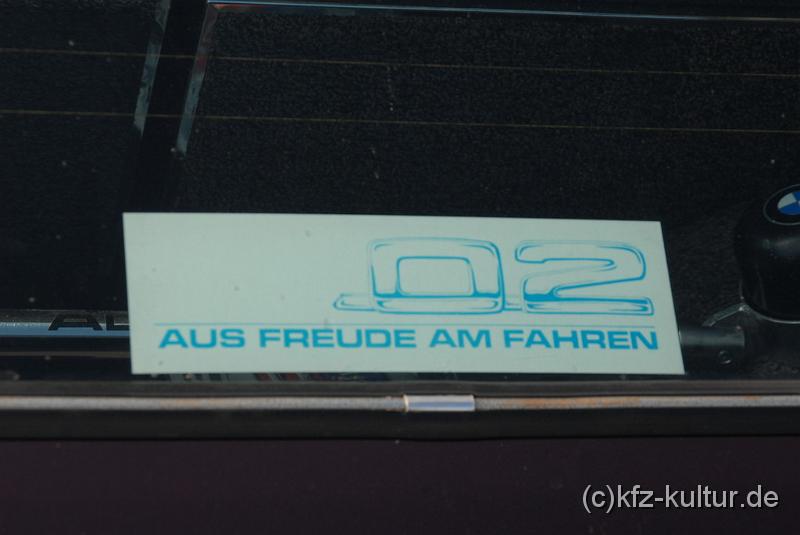 02
AUS FREUDE AM FAHREN
(c)kfz-kultur.de